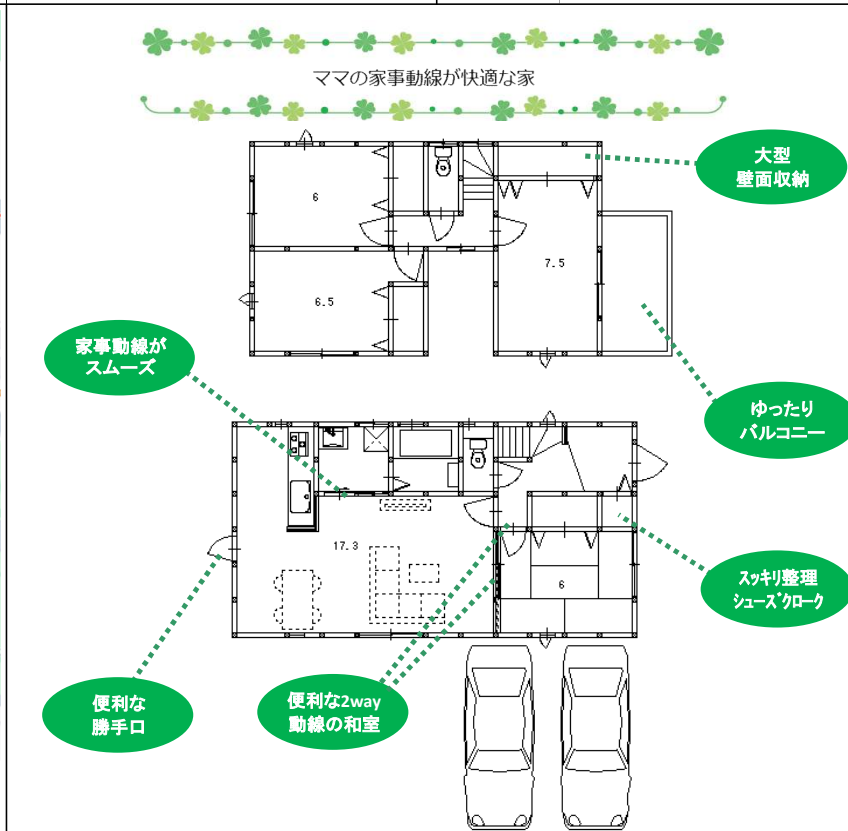 ママの家事動線が快適な家
大型
壁面収納
6
7.5
6.5
家事動線が
スムーズ
ゆったり
バルコニー
17.3
6
スッキリ整理
シューズクローク
便利な
勝手口
便利な2way
動線の和室